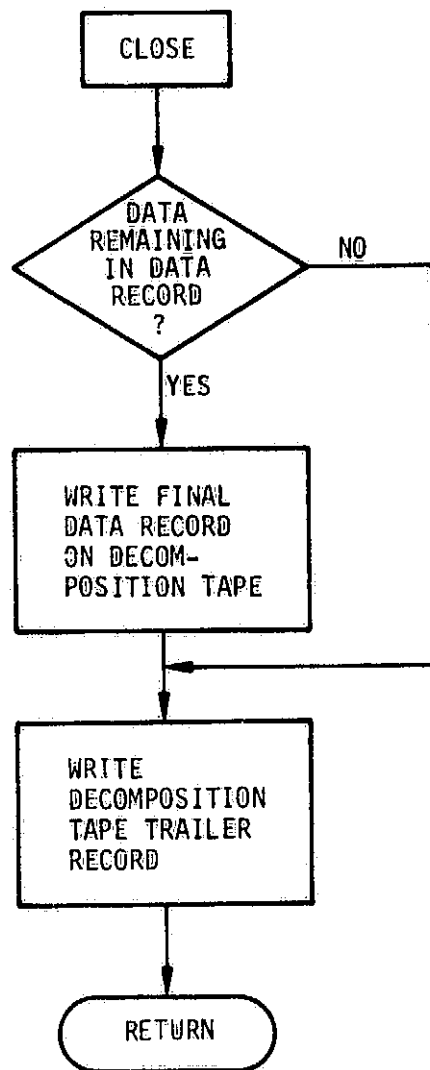 CLOSE
DATA
REMAINING
IN DATA
RECORD
?
NO
YES
WRITE FINAL
DATA RECORD
ON DECOM-
POSITION TAPE
WRITE
DECOMPOSITION
TAPE TRAILER
RECORD
RETURN